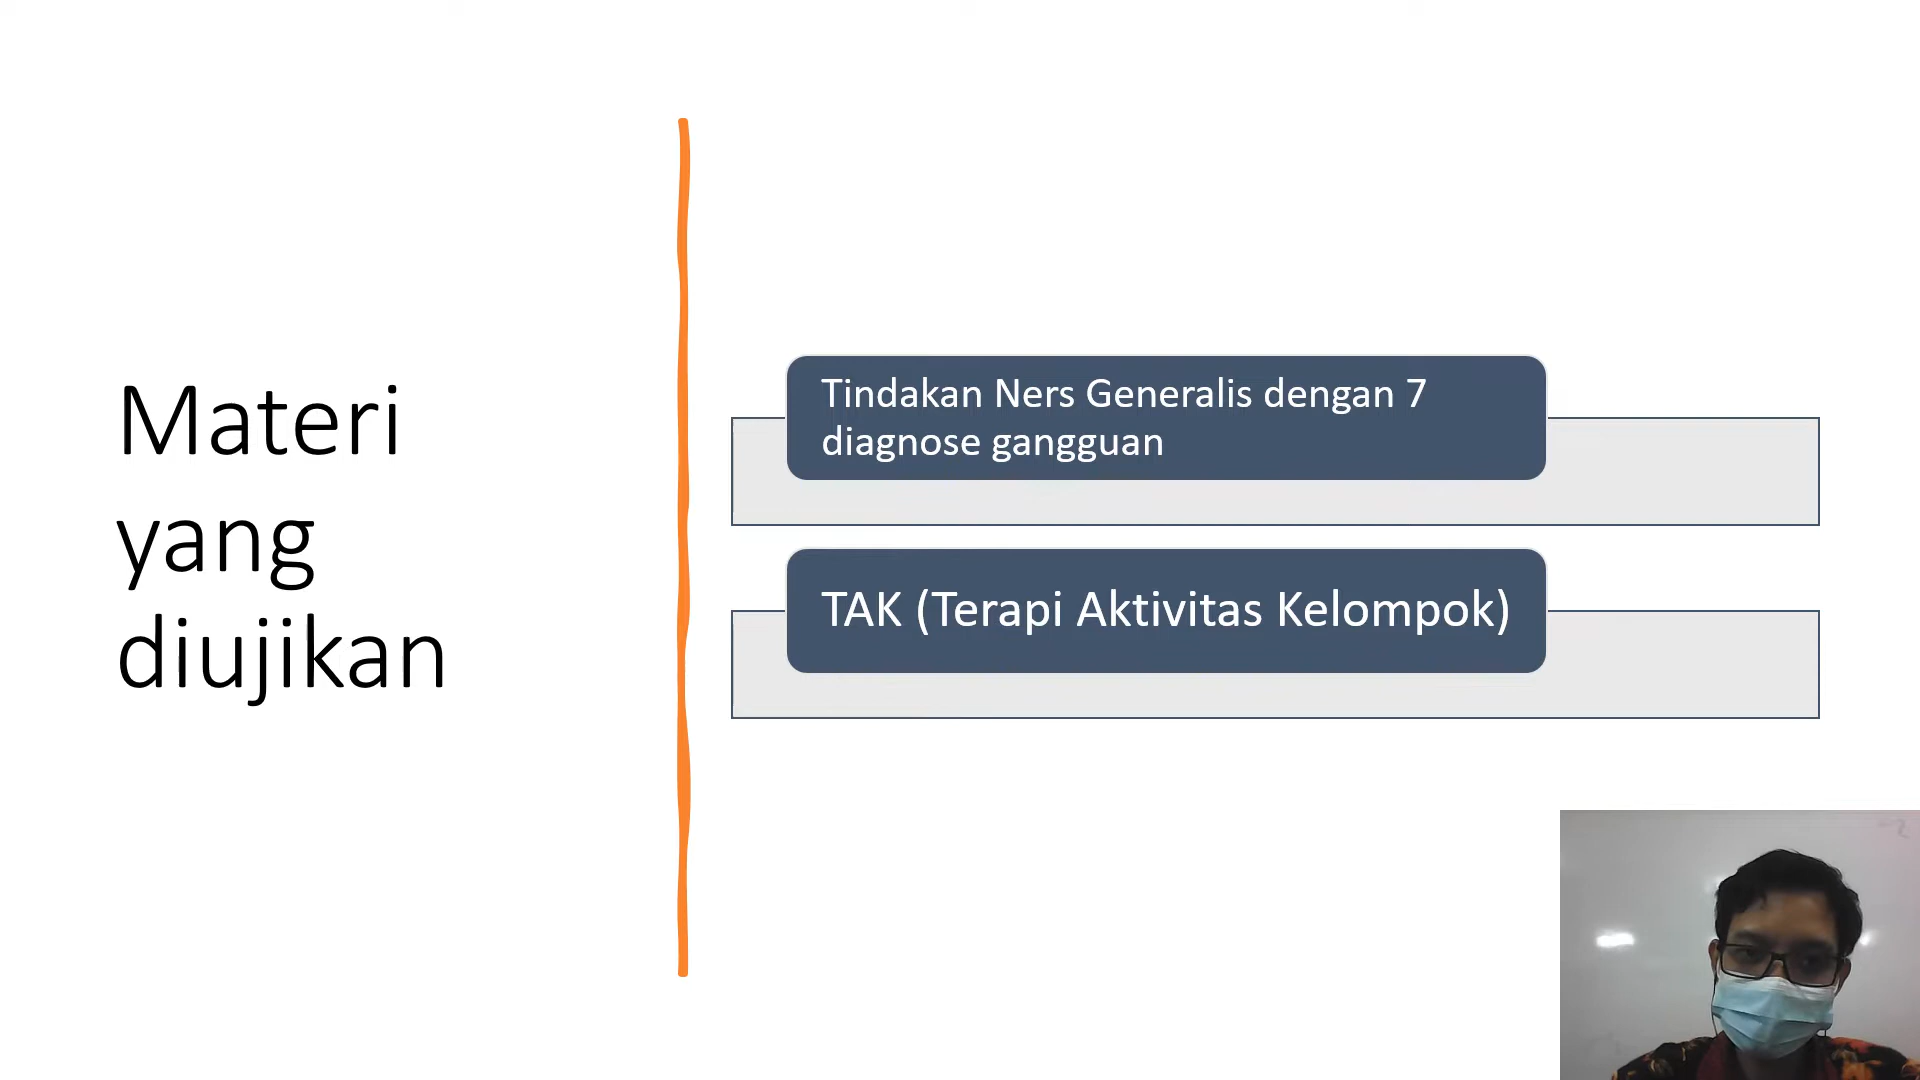 Materi
yang
diujikan
Tindakan Ners Generalis dengan 7
diagnose gangguan
TAK (Terapi Aktivitas Kelompok)